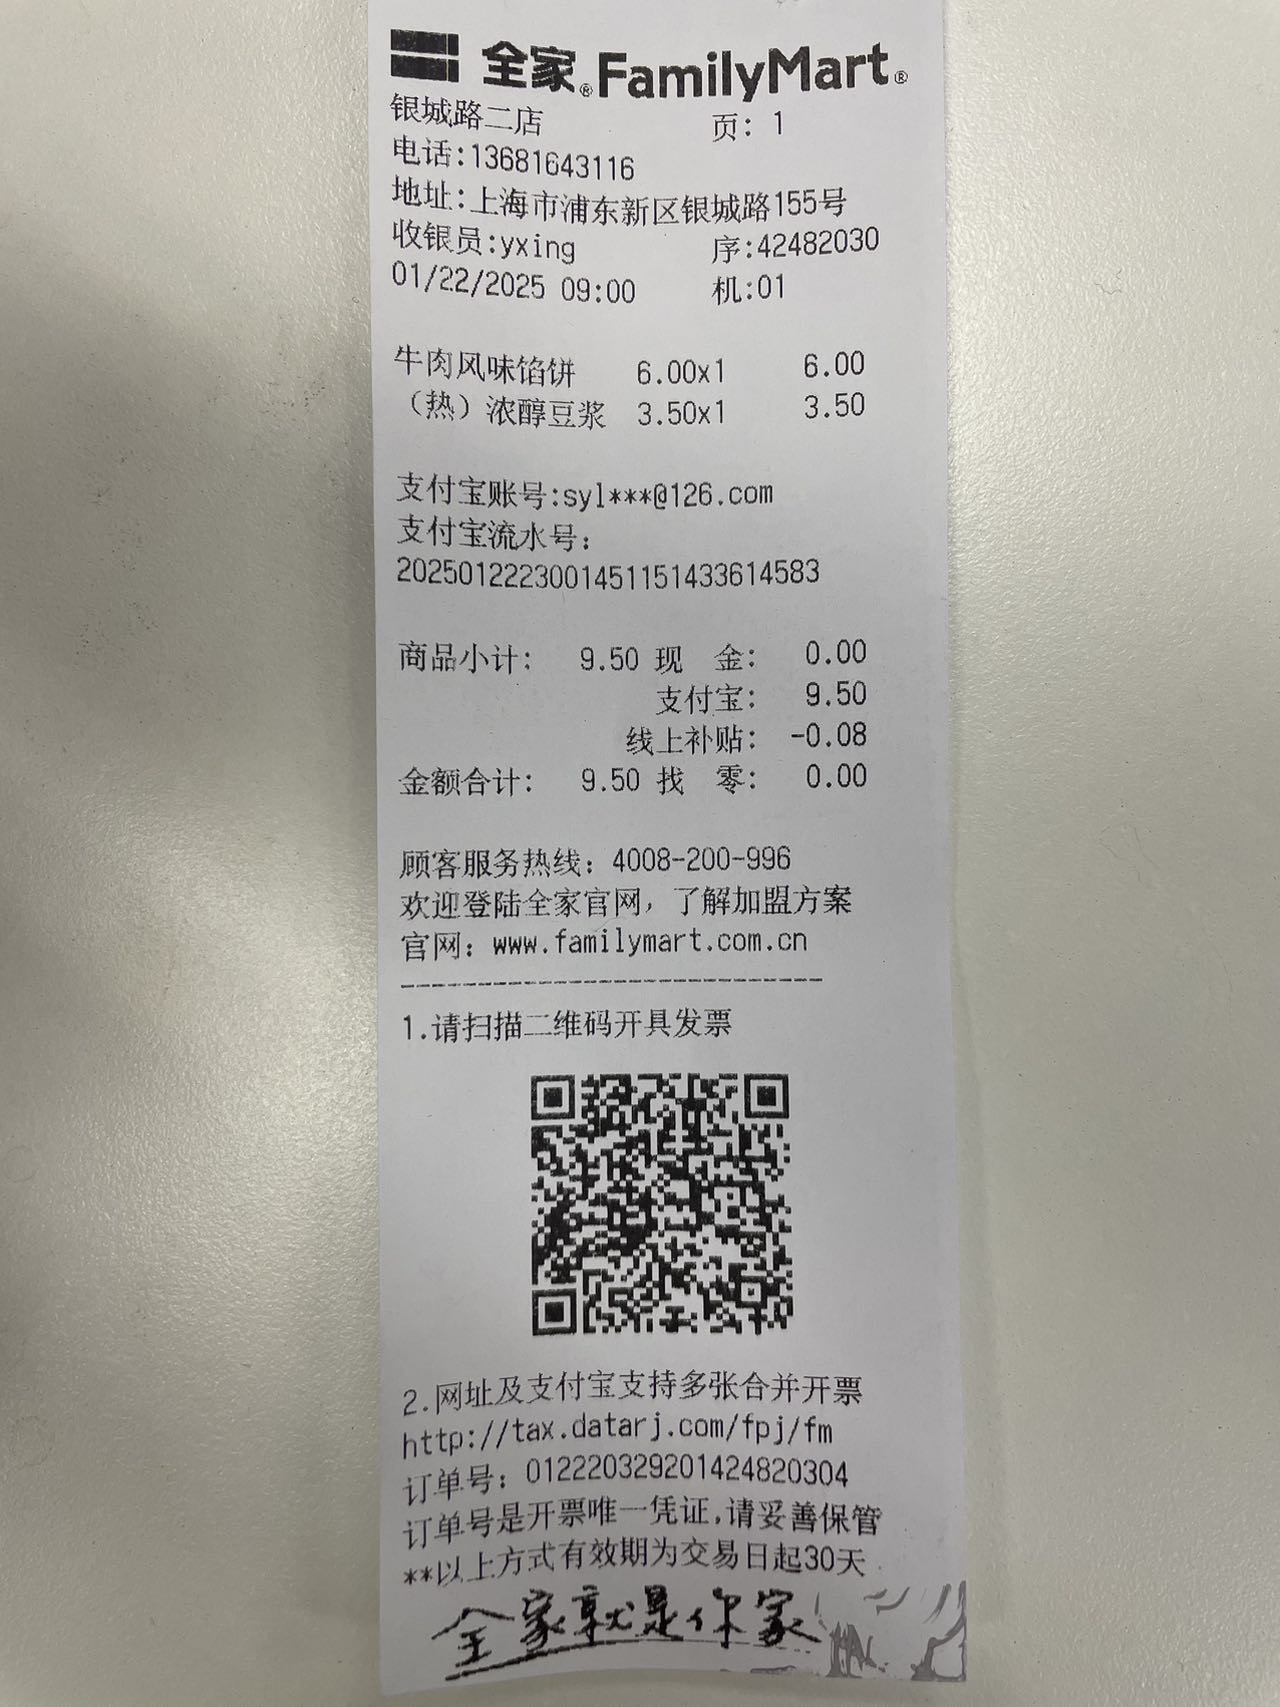 全家® FamilyMart®
银城路二店 页: 1
电话:13681643116
地址:上海市浦东新区银城路155号
收银员:yxing 序:42482030
01/22/2025 09:00 机:01
牛肉风味馅饼 6.00x1 6.00
（热）浓醇豆浆 3.50x1 3.50
支付宝账号:syl***@126.com
支付宝流水号:
2025012223001451151433614583
商品小计: 9.50 现 金: 0.00
支付宝: 9.50
线上补贴: -0.08
金额合计: 9.50 找 零: 0.00
顾客服务热线: 4008-200-996
欢迎登陆全家官网，了解加盟方案
官网: www.familymart.com.cn
1.请扫描二维码开具发票
2.网址及支付宝支持多张合并开票
http://tax.datarj.com/fpj/fm
订单号: 012220329201424820304
订单号是开票唯一凭证,请妥善保管
**以上方式有效期为交易日起30天
全家就是你家